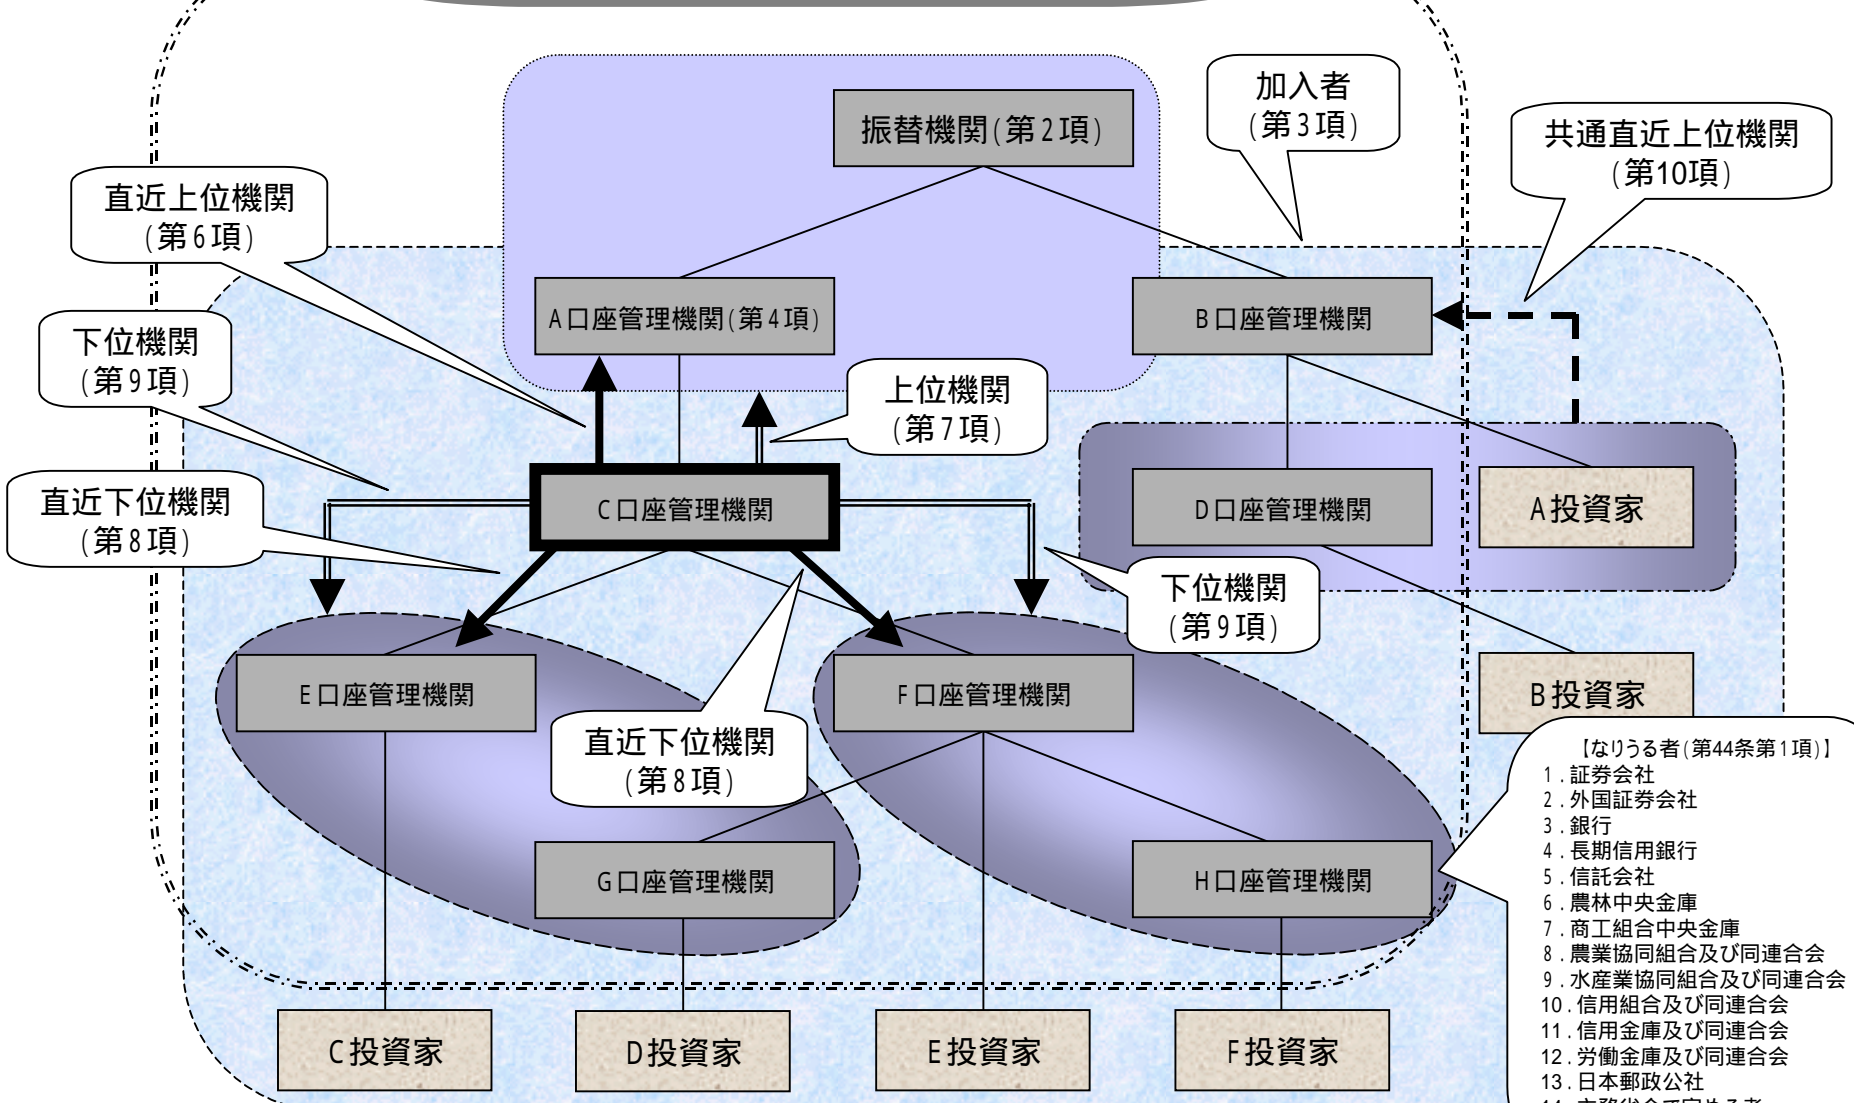 振替機関(第2項)
加入者
(第3項)
共通直近上位機関
(第10項)
直近上位機関
(第6項)
A口座管理機関(第4項)
B口座管理機関
下位機関
(第9項)
上位機関
(第7項)
直近下位機関
(第8項)
C口座管理機関
D口座管理機関
A投資家
下位機関
(第9項)
E口座管理機関
F口座管理機関
B投資家
直近下位機関
(第8項)
【なりうる者(第44条第1項)】
1.証券会社
2.外国証券会社
3.銀行
4.長期信用銀行
5.信託会社
6.農林中央金庫
7.商工組合中央金庫
8.農業協同組合及び同連合会
9.水産業協同組合及び同連合会
10.信用組合及び同連合会
11.信用金庫及び同連合会
12.労働金庫及び同連合会
13.日本郵政公社
G口座管理機関
H口座管理機関
C投資家
D投資家
E投資家
F投資家